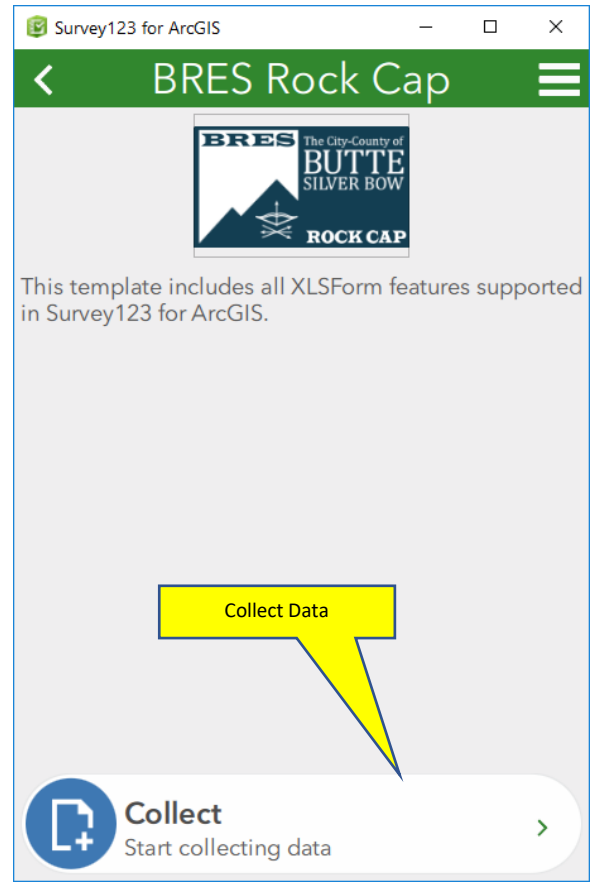 Survey123 for ArcGIS
BRES Rock Cap
BRES
The City-County of
BUTTE
SILVER BOW
ROCK CAP
This template includes all XLSForm features supported
in Survey123 for ArcGIS.
Collect Data
Collect
Start collecting data